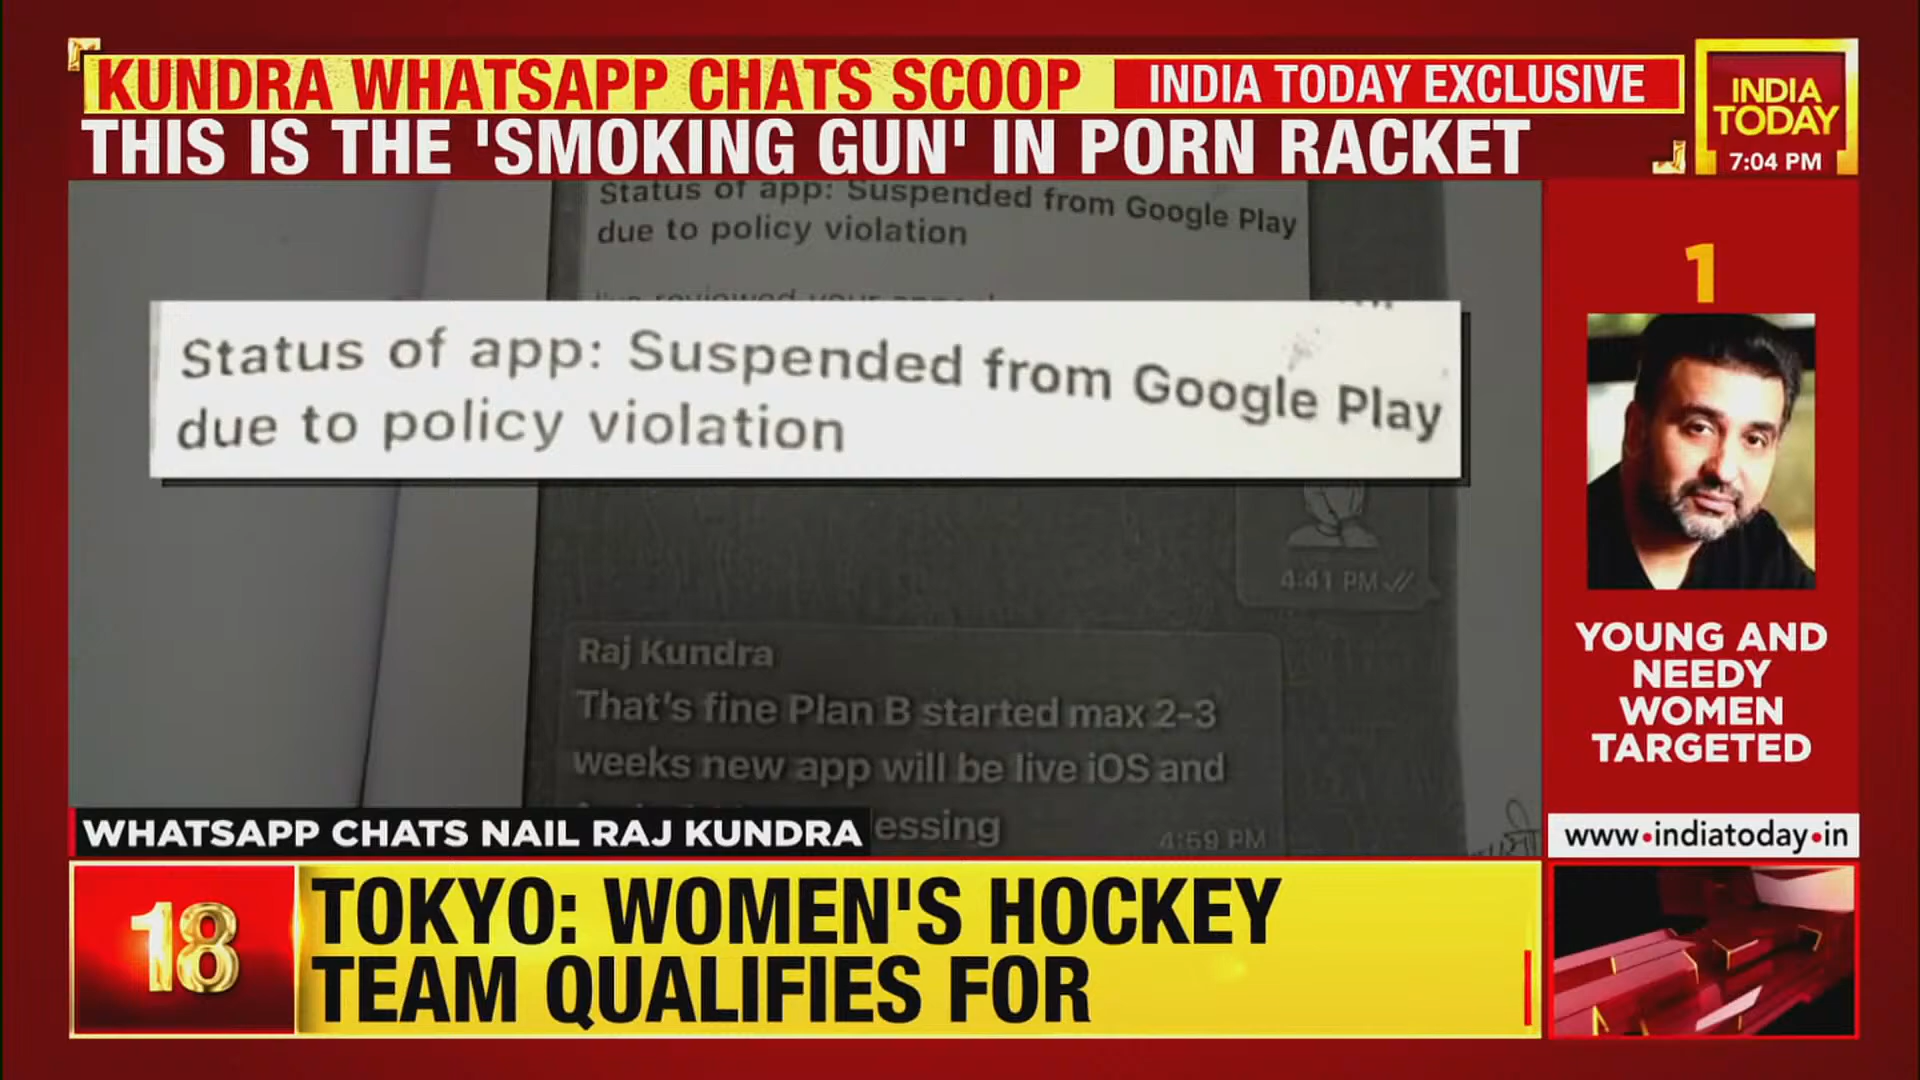 KUNDRA WHATSAPP CHATS SCOOP
INDIA TODAY EXCLUSIVE
INDIA
TODAY
7:04 PM
THIS IS THE 'SMOKING GUN' IN PORN RACKET
Status of app: Suspended from Google Play
due to policy violation
Status of app: Suspended from Google Play
due to policy violation
4:41 PM
Raj Kundra
That's fine Plan B started max 2-3
weeks new app will be live iOS and
essing
4:59 PM
1
YOUNG AND
NEEDY
WOMEN
TARGETED
WHATSAPP CHATS NAIL RAJ KUNDRA
www.indiatoday.in
18
TOKYO: WOMEN'S HOCKEY
TEAM QUALIFIES FOR